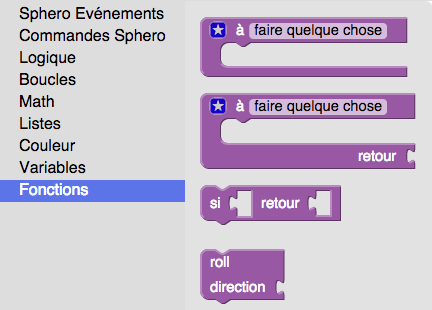 Sphero Evénements
Commandes Sphero
Logique
Boucles
Math
Listes
Couleur
Variables
Fonctions
à faire quelque chose
à faire quelque chose
retour
si retour
roll
direction